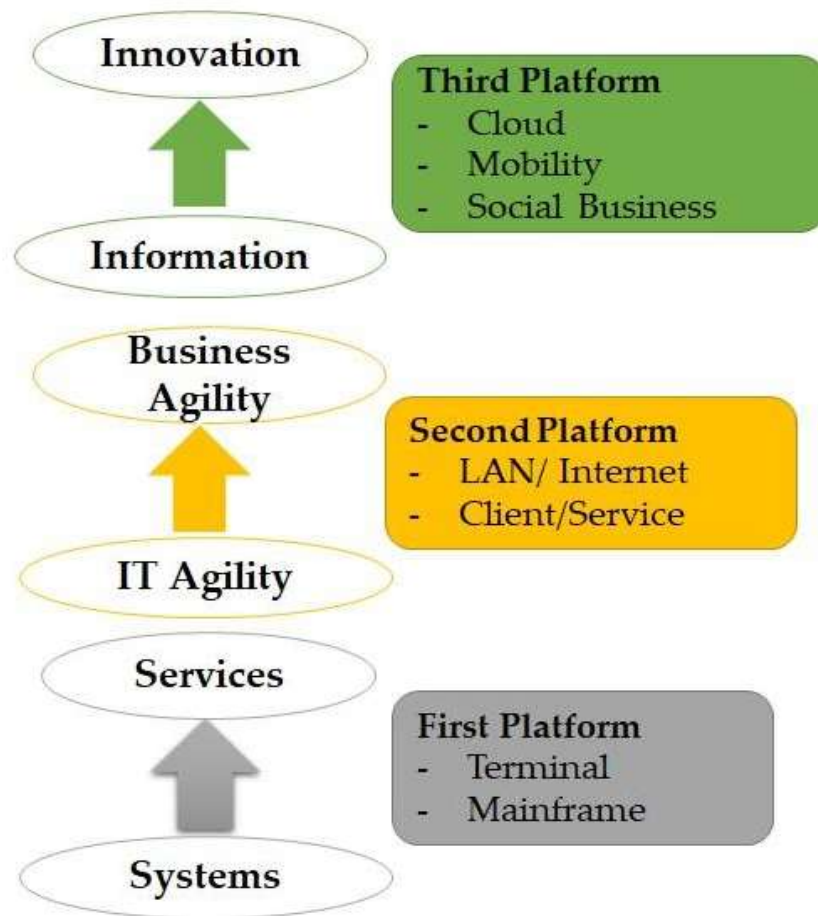 Innovation
Third Platform
- Cloud
- Mobility
- Social Business
Information
Business
Agility
Second Platform
- LAN/ Internet
- Client/Service
IT Agility
Services
First Platform
- Terminal
- Mainframe
Systems